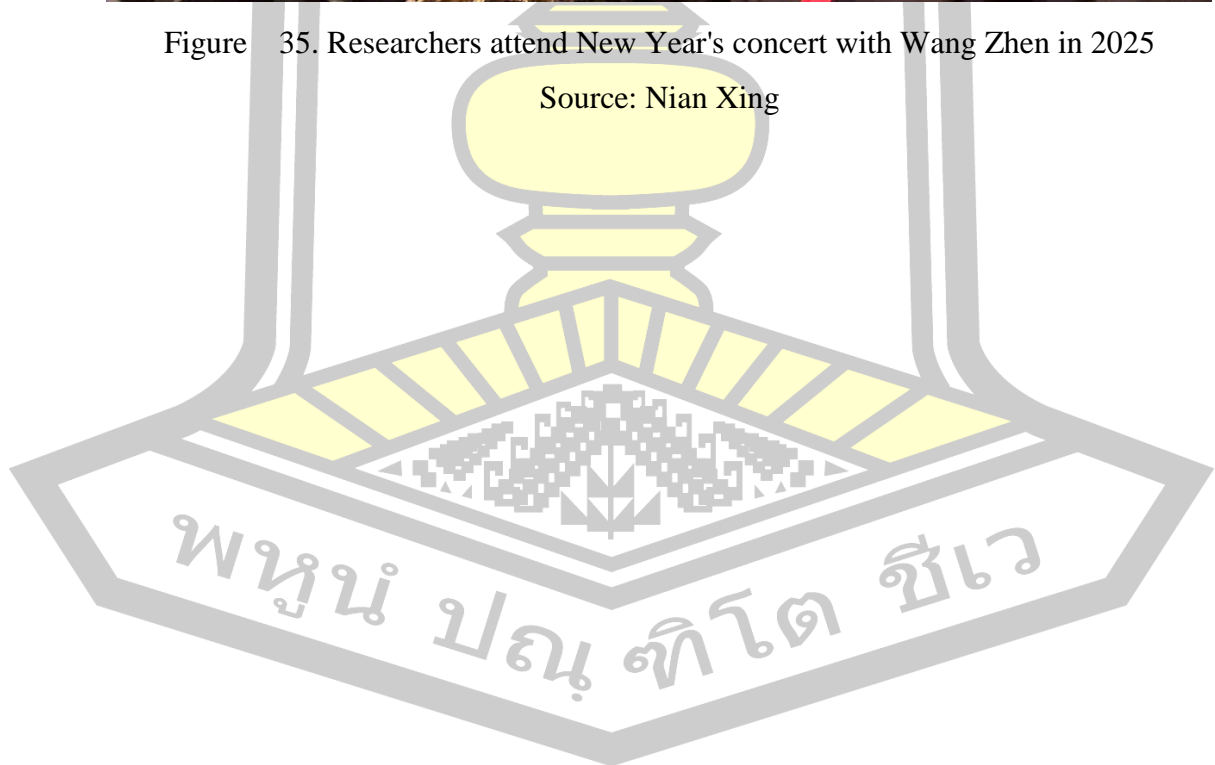 Figure    35. Researchers attend New Year's concert with Wang Zhen in 2025
Source: Nian Xing
พหูนํ ปณฺฑิโต ชีเว